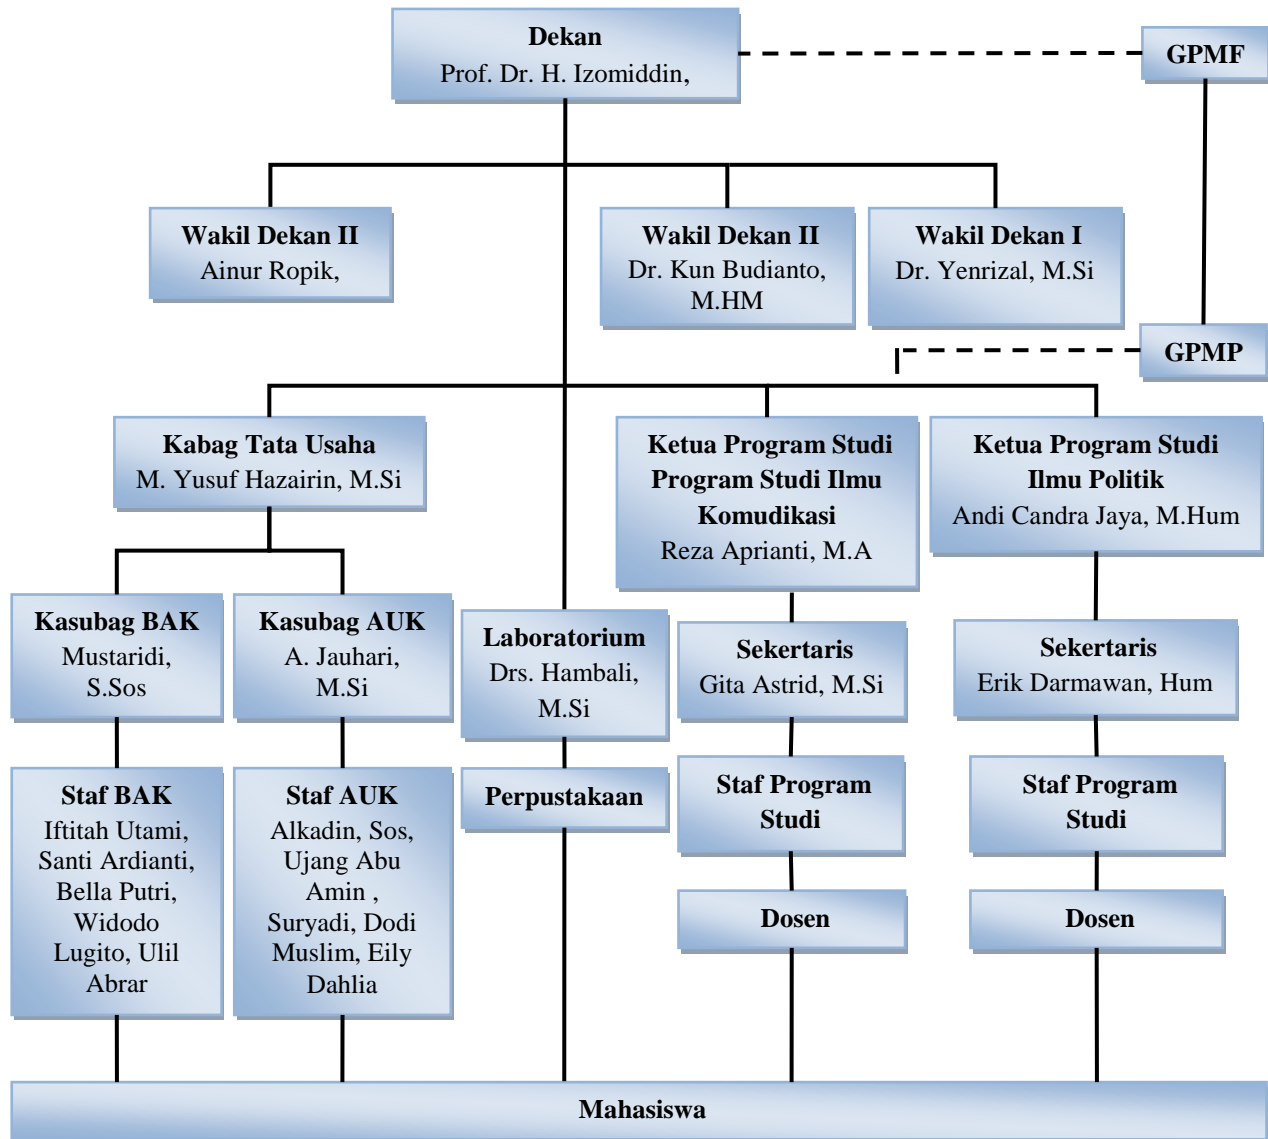 Dekan
Prof. Dr. H. Izomiddin,
GPMF
Wakil Dekan II
Ainur Ropik,
Wakil Dekan II
Dr. Kun Budianto,
M.HM
Wakil Dekan I
Dr. Yenrizal, M.Si
GPMP
Kabag Tata Usaha
M. Yusuf Hazairin, M.Si
Ketua Program Studi
Program Studi Ilmu
Komudikasi
Reza Aprianti, M.A
Ketua Program Studi
Ilmu Politik
Andi Candra Jaya, M.Hum
Kasubag BAK
Mustaridi,
S.Sos
Kasubag AUK
A. Jauhari,
M.Si
Laboratorium
Drs. Hambali,
M.Si
Sekertaris
Gita Astrid, M.Si
Sekertaris
Erik Darmawan, Hum
Staf BAK
Iftitah Utami,
Santi Ardianti,
Bella Putri,
Widodo
Lugito, Ulil
Abrar
Staf AUK
Alkadin, Sos,
Ujang Abu
Amin ,
Suryadi, Dodi
Muslim, Eily
Dahlia
Perpustakaan
Staf Program
Studi
Staf Program
Studi
Dosen
Dosen
Mahasiswa